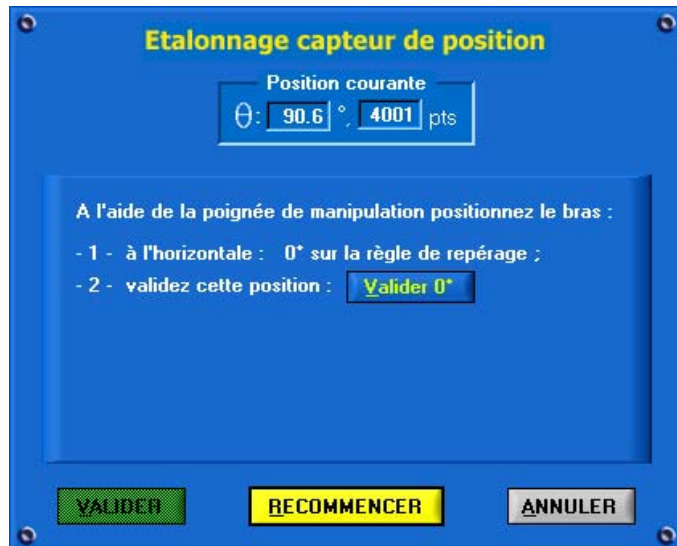 Etalonnage capteur de position
Position courante
θ: 90.6 °, 4001 pts
A l'aide de la poignée de manipulation positionnez le bras :
- 1 - à l'horizontale : 0° sur la règle de repérage ;
- 2 - validez cette position : Valider 0°
VALIDER RECOMMENCER ANNULER